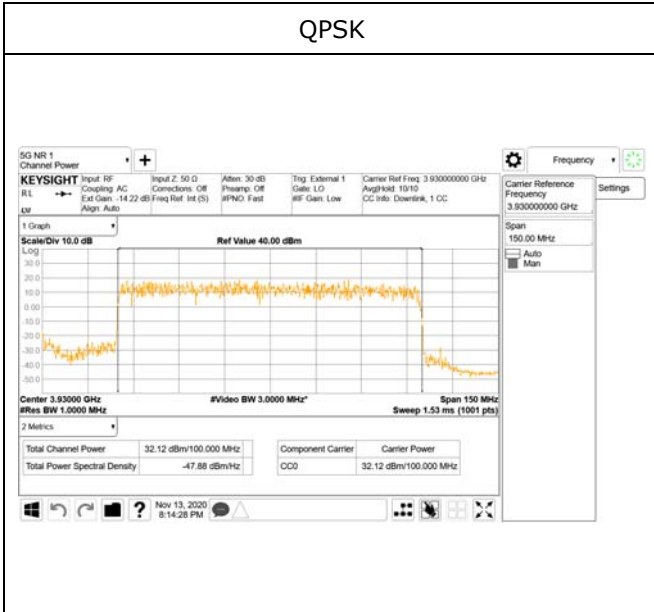 QPSK
5G NR 1
Channel Power
+
Frequency
KEYSIGHT
RL
Input: RF
Coupling: AC
Ext Gain: -14.22 dB
Align: Auto
Input Z: 50 Ω
Corrections: Off
Freq Ref: Int (S)
Atten: 30 dB
Preamp: Off
#PNO: Fast
Trig: External 1
Gate: LO
#IF Gain: Low
Carrier Ref Freq: 3.930000000 GHz
Avg|Hold: 10/10
CC Info: Downlink, 1 CC
Carrier Reference
Frequency
3.930000000 GHz
Settings
Span
150.00 MHz
Auto
Man
1 Graph
Scale/Div 10.0 dB
Ref Value 40.00 dBm
Log
30.0
20.0
10.0
0.00
-10.0
-20.0
-30.0
-40.0
-50.0
Center 3.93000 GHz
#Res BW 1.0000 MHz
#Video BW 3.0000 MHz*
Span 150 MHz
Sweep 1.53 ms (1001 pts)
2 Metrics
Total Channel Power 32.12 dBm/100.000 MHz
Total Power Spectral Density -47.88 dBm/Hz
Component Carrier Carrier Power
CC0 32.12 dBm/100.000 MHz
?
Nov 13, 2020
8:14:28 PM